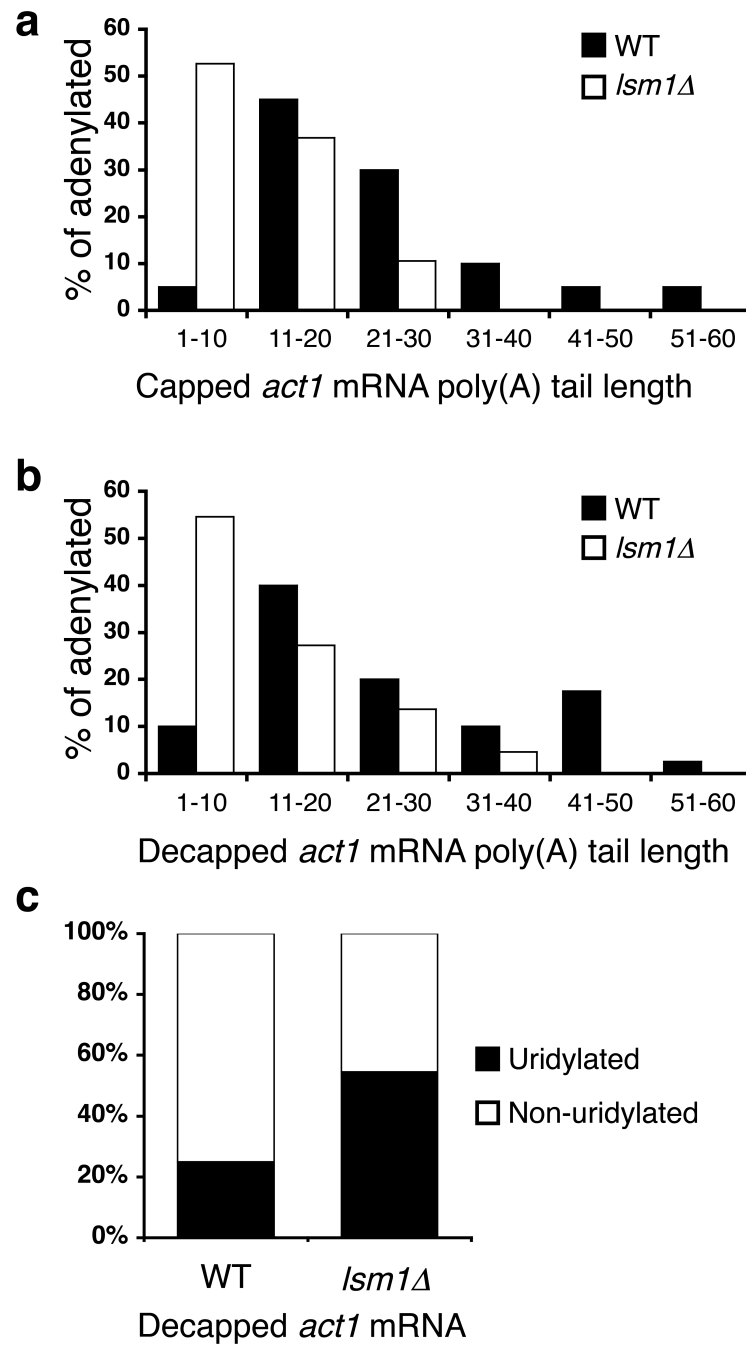 a
% of adenylated
60
50
40
30
20
10
0
WT
lsm1Δ
1-10 11-20 21-30 31-40 41-50 51-60
Capped act1 mRNA poly(A) tail length
b
% of adenylated
60
50
40
30
20
10
0
WT
lsm1Δ
1-10 11-20 21-30 31-40 41-50 51-60
Decapped act1 mRNA poly(A) tail length
c
100%
80%
60%
40%
20%
0%
Uridylated
Non-uridylated
WT lsm1Δ
Decapped act1 mRNA